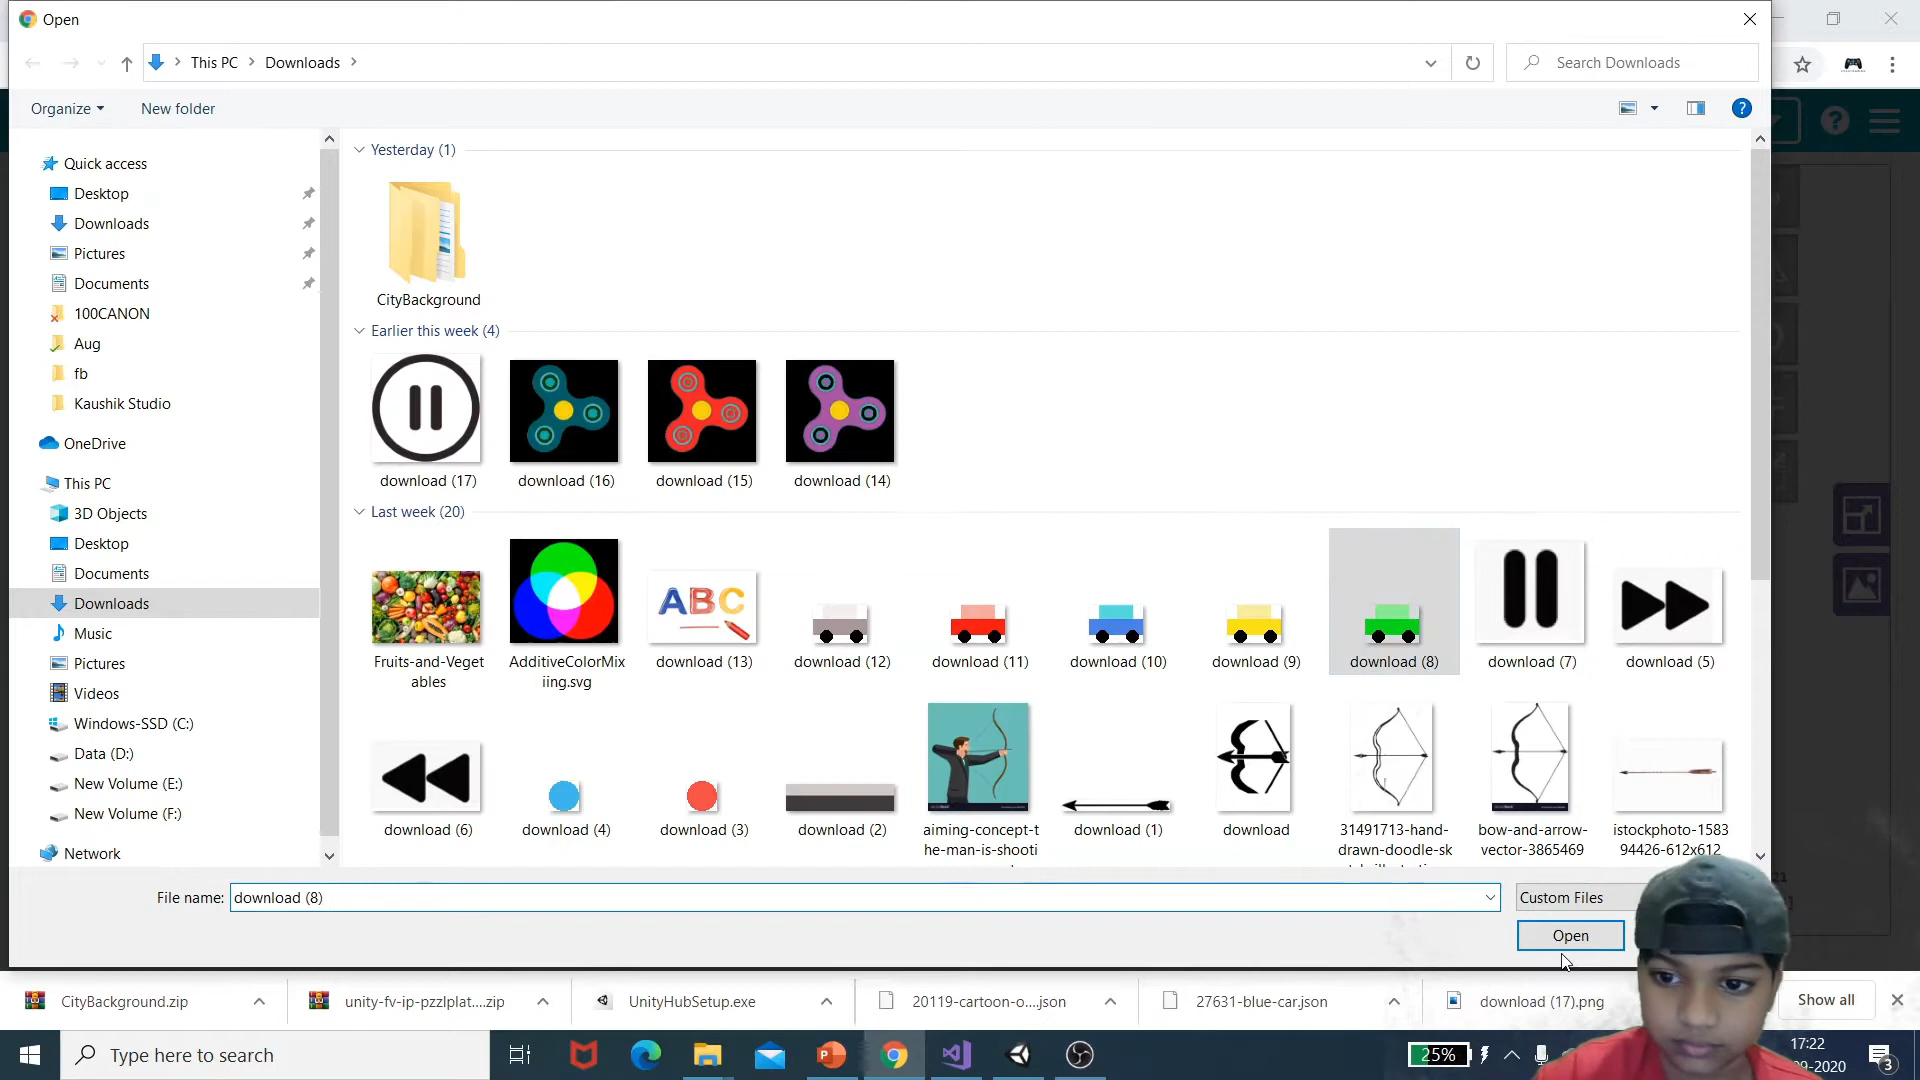 Open
This PC
Downloads
Search Downloads
Organize
New folder
Quick access
Desktop
Downloads
Pictures
Documents
100CANON
Aug
fb
Kaushik Studio
OneDrive
This PC
3D Objects
Desktop
Documents
Downloads
Music
Pictures
Videos
Windows-SSD (C:)
Data (D:)
New Volume (E:)
New Volume (F:)
Network
Yesterday (1)
CityBackground
Earlier this week (4)
download (17)
download (16)
download (15)
download (14)
Last week (20)
ABC
Fruits-and-Veget
ables
AdditiveColorMix
iing.svg
download (13)
download (12)
download (11)
download (10)
download (9)
download (8)
download (7)
download (5)
download (6)
download (4)
download (3)
download (2)
aiming-concept-t
he-man-is-shooti
download (1)
download
31491713-hand-
drawn-doodle-sk
bow-and-arrow-
vector-3865469
istockphoto-1583
94426-612x612
File name:
download (8)
Custom Files
Open
CityBackground.zip
unity-fv-ip-pzzlplat....zip
UnityHubSetup.exe
20119-cartoon-o....json
27631-blue-car.json
download (17).png
Show all
Type here to search
25%
17:22
09-2020
3